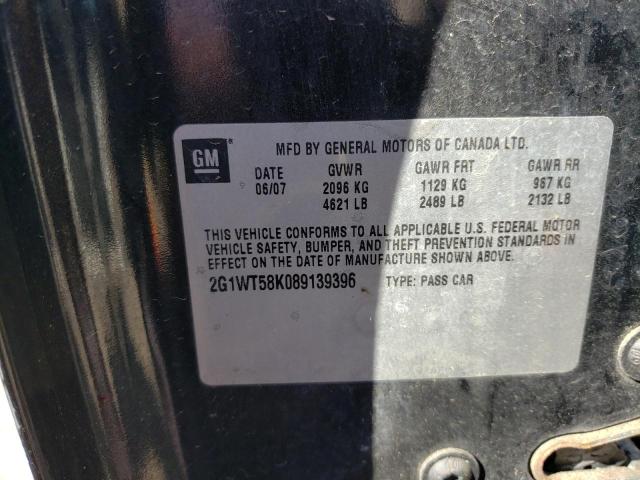 GM
MFD BY GENERAL MOTORS OF CANADA LTD.
DATE GVWR GAWR FRT GAWR RR
06/07 2096 KG 1129 KG 967 KG
4621 LB 2489 LB 2132 LB
THIS VEHICLE CONFORMS TO ALL APPLICABLE U.S. FEDERAL MOTOR
VEHICLE SAFETY, BUMPER, AND THEFT PREVENTION STANDARDS IN
EFFECT ON THE DATE OF MANUFACTURE SHOWN ABOVE.
2G1WT58K089139396 TYPE: PASS CAR